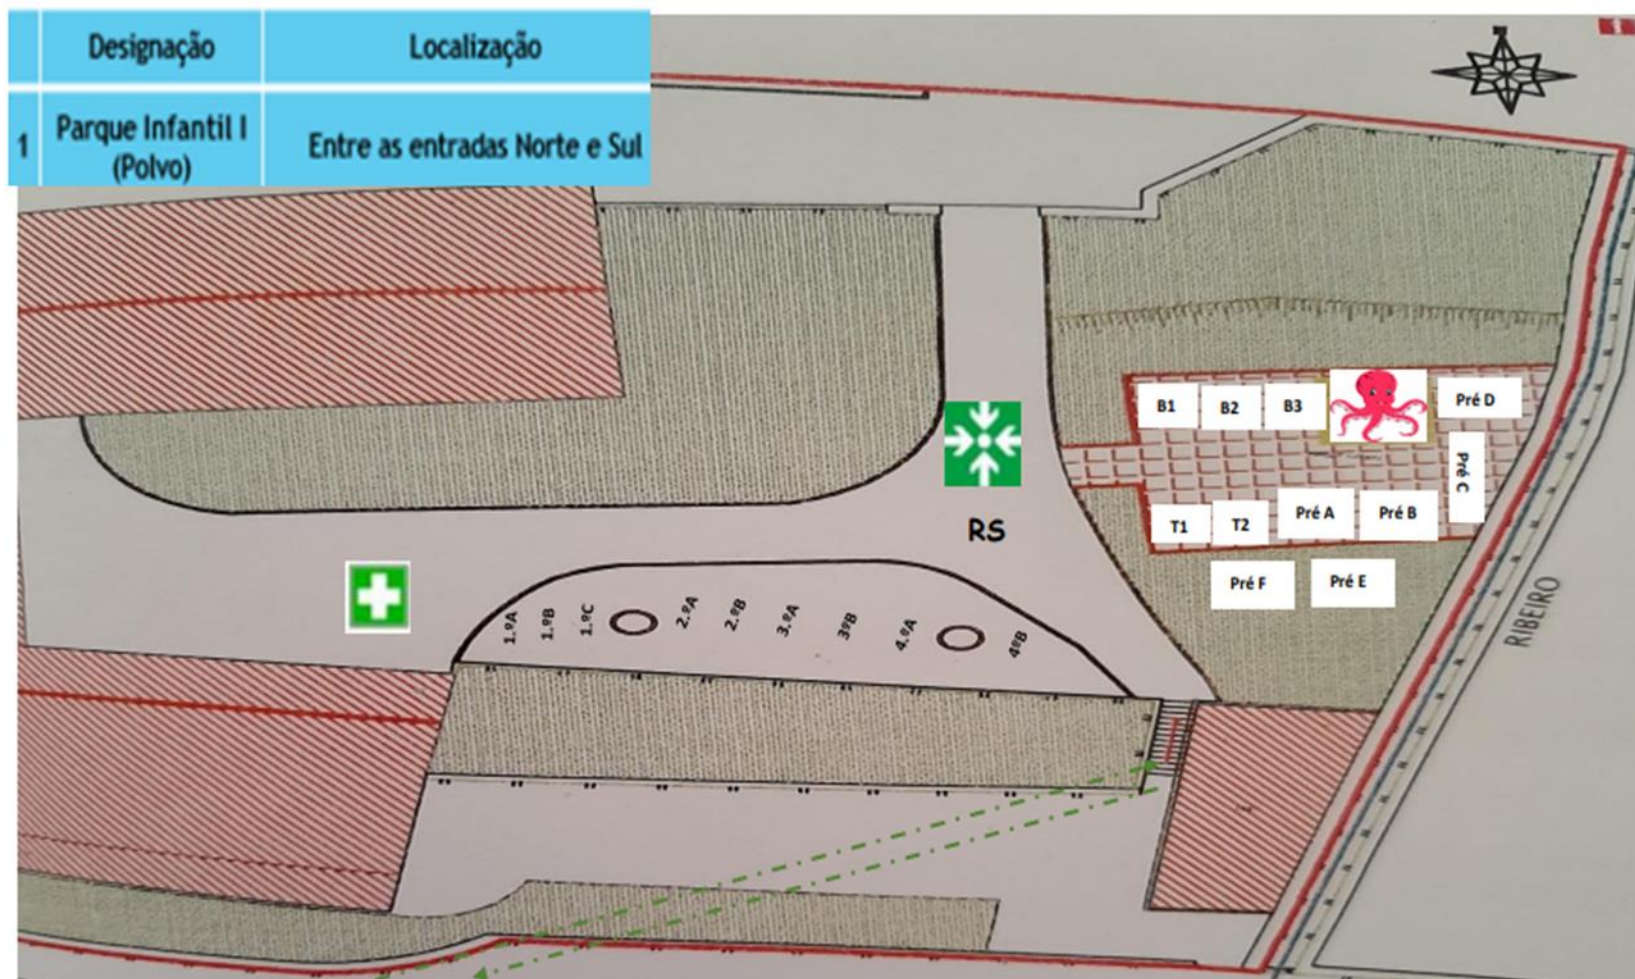 Designação
Localização
1
Parque Infantil I
(Polvo)
Entre as entradas Norte e Sul
B1
B2
B3
Pré D
Pré C
T1
T2
Pré A
Pré B
Pré F
Pré E
RS
1.ºA
1.ºB
1.ºC
2.ºA
2.ºB
3.ºA
3ºB
4.ºA
4ºB
RIBEIRO